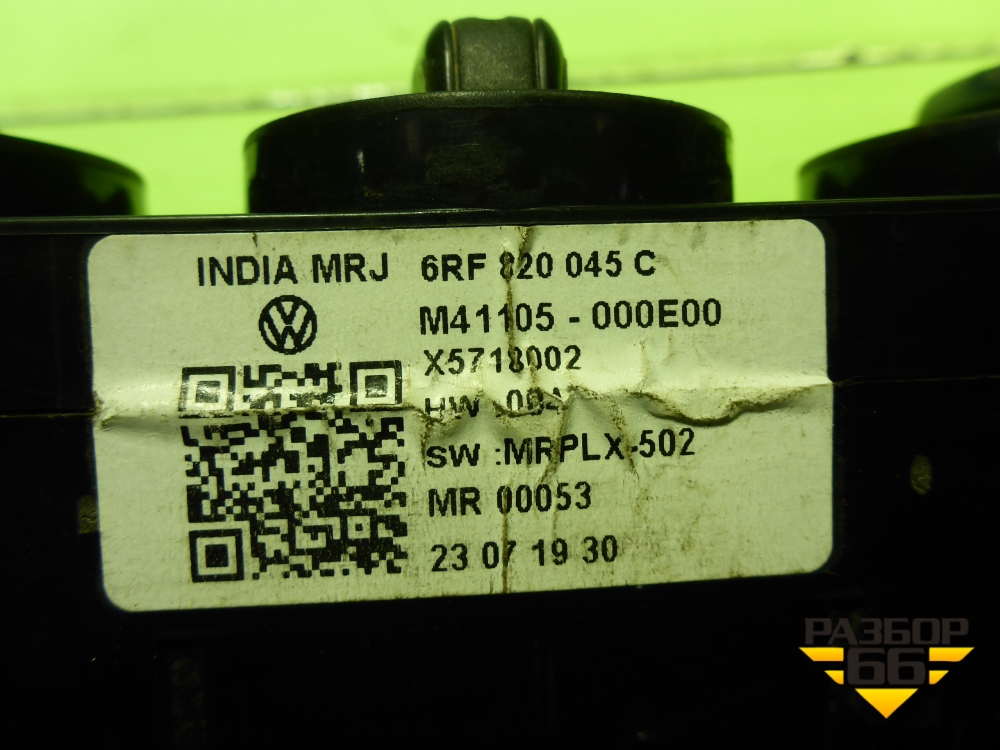 INDIA MRJ 6RF 820 045 C
M41105 - 000E00
X5718002
HW
SW :MRPLX-502
MR 00053
23 07 19 30
РАЗБОР
66